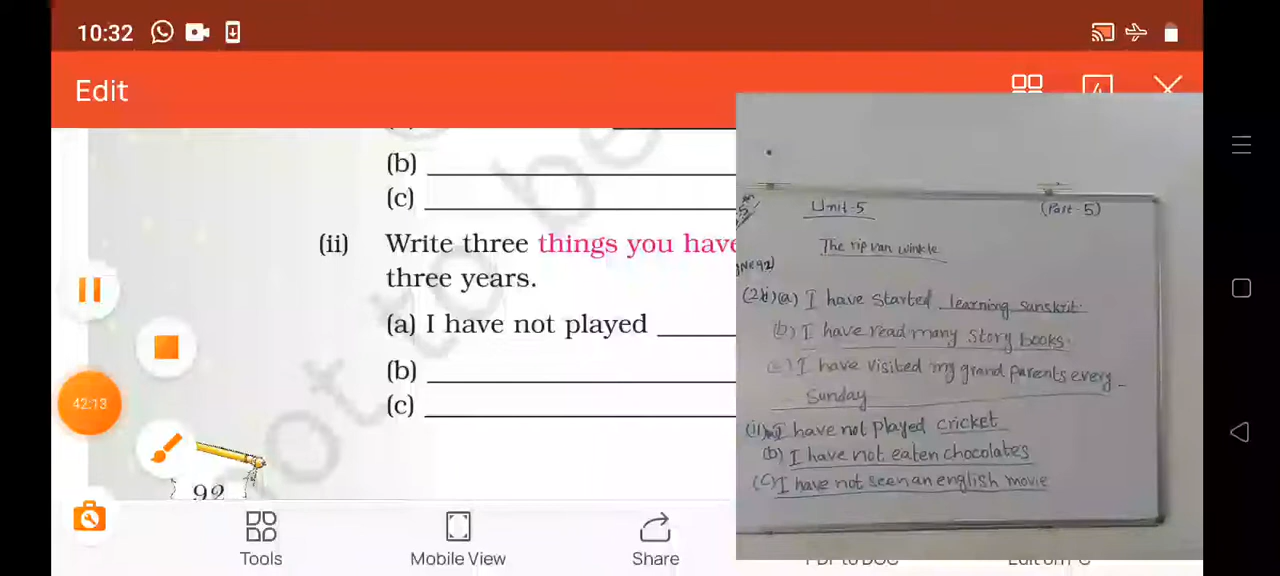 10:32
Edit
(b)
(c)
(ii) Write three things you have
three years.
(a) I have not played
(b)
(c)
42:13
92
Tools
Mobile View
Share
Unit-5
(Part-5)
The rip van winkle
(a) I have started learning sanskrit.
(b) I have read many story books.
(c) I have visited my grand parents every
Sunday
(ii) I have not played cricket
(b) I have not eaten chocolates
(c) I have not seen an english movie